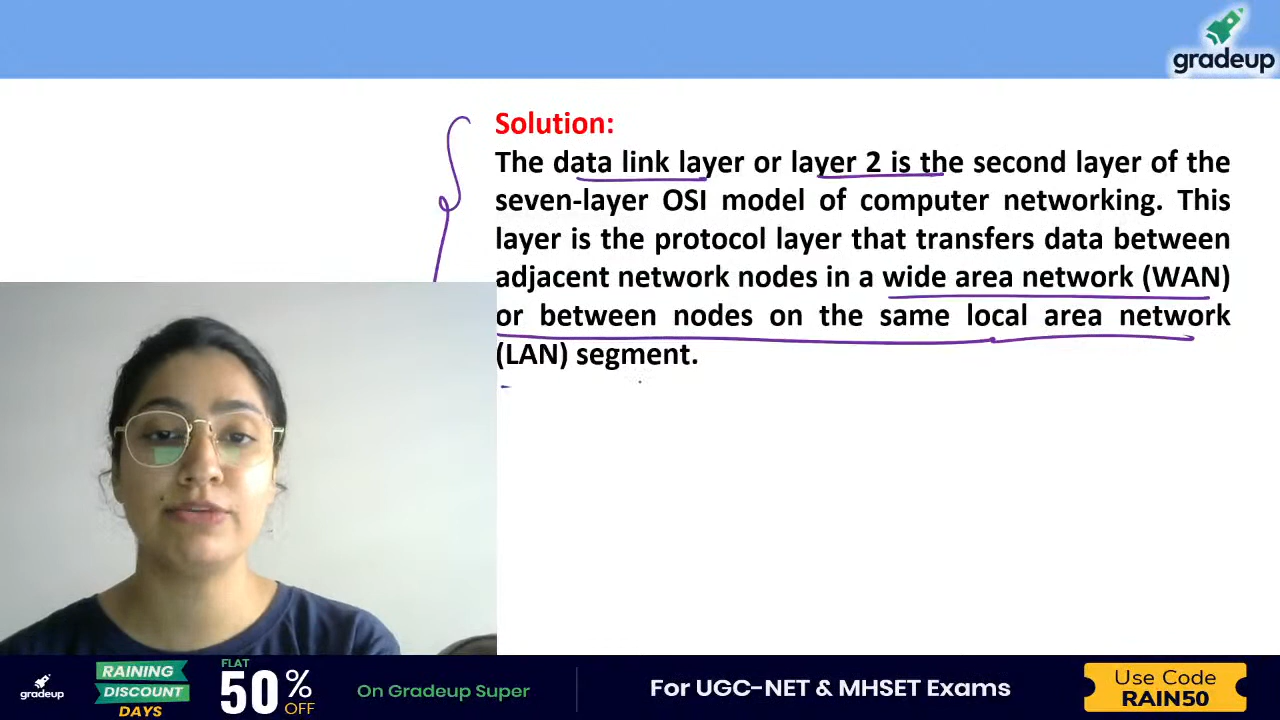 gradeup
Solution:
The data link layer or layer 2 is the second layer of the
seven-layer OSI model of computer networking. This
layer is the protocol layer that transfers data between
adjacent network nodes in a wide area network (WAN)
or between nodes on the same local area network
(LAN) segment.
gradeup
RAINING
DISCOUNT
DAYS
FLAT
50%
OFF
On Gradeup Super
For UGC-NET & MHSET Exams
Use Code
RAIN50